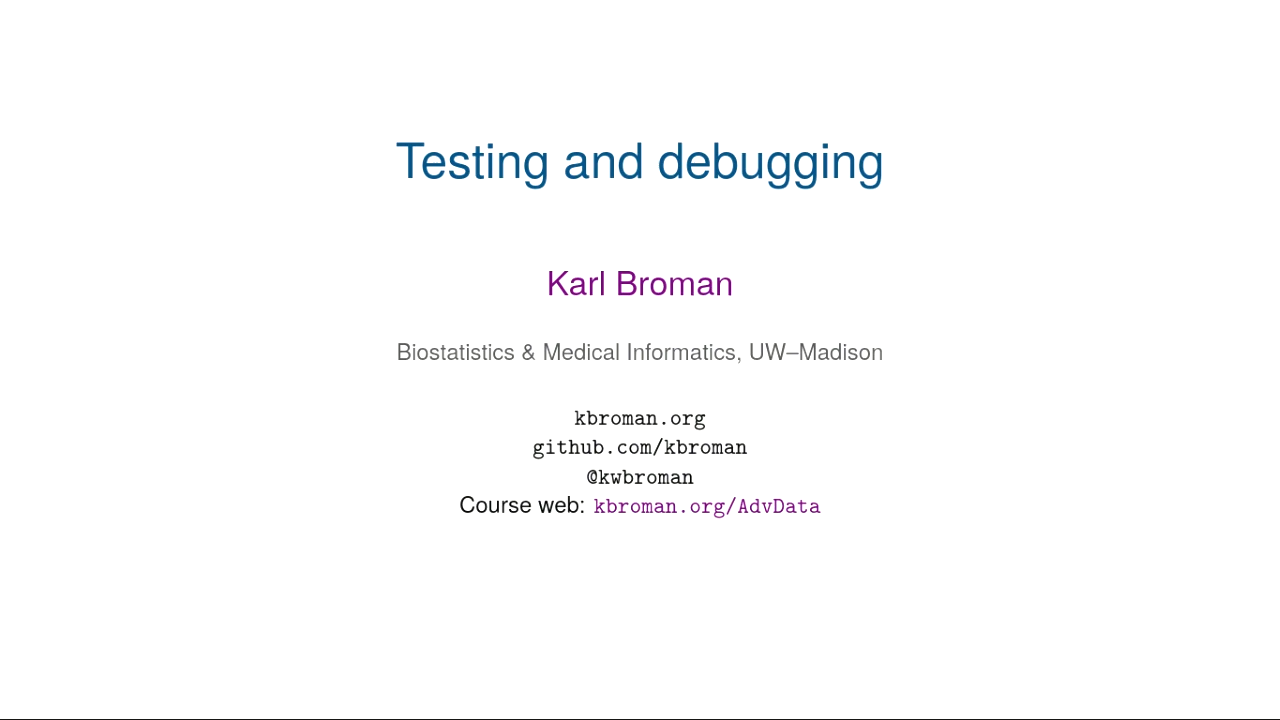 Testing and debugging
Karl Broman
Biostatistics & Medical Informatics, UW–Madison
kbroman.org
github.com/kbroman
@kwbroman
Course web: kbroman.org/AdvData